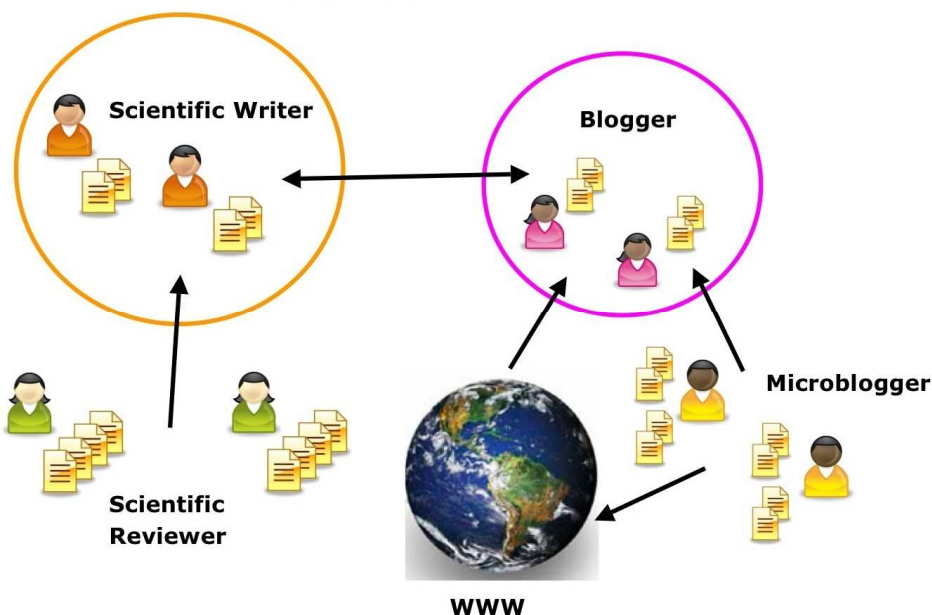 Scientific Writer
Blogger
Microblogger
Scientific
Reviewer
WWW